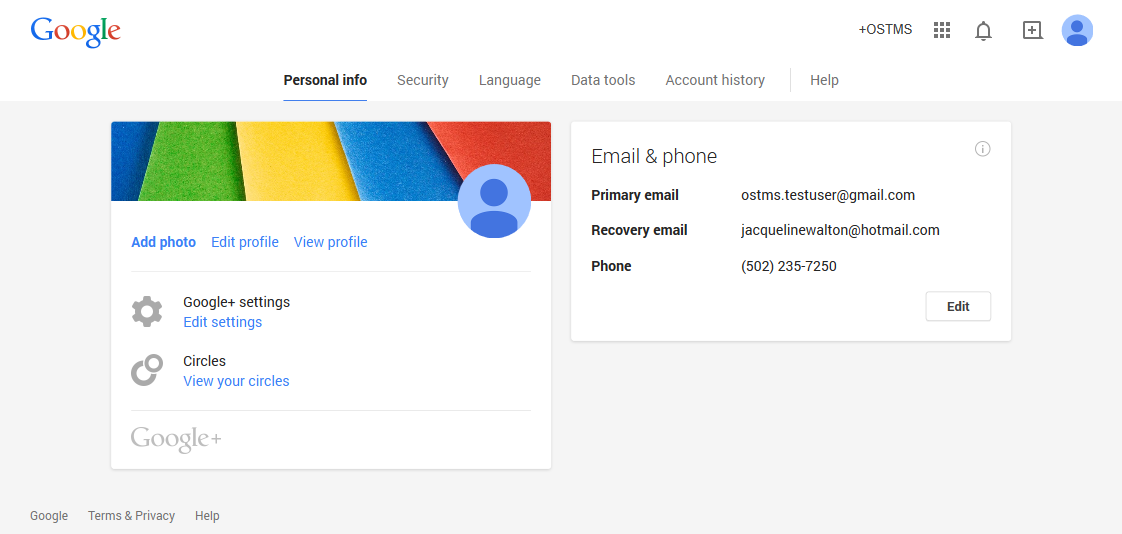 Google
+OSTMS
Personal info Security Language Data tools Account history Help
Add photo Edit profile View profile
Google+ settings
Edit settings
Circles
View your circles
Google+
Email & phone
Primary email ostms.testuser@gmail.com
Recovery email jacquelinewalton@hotmail.com
Phone (502) 235-7250
Edit
Google Terms & Privacy Help